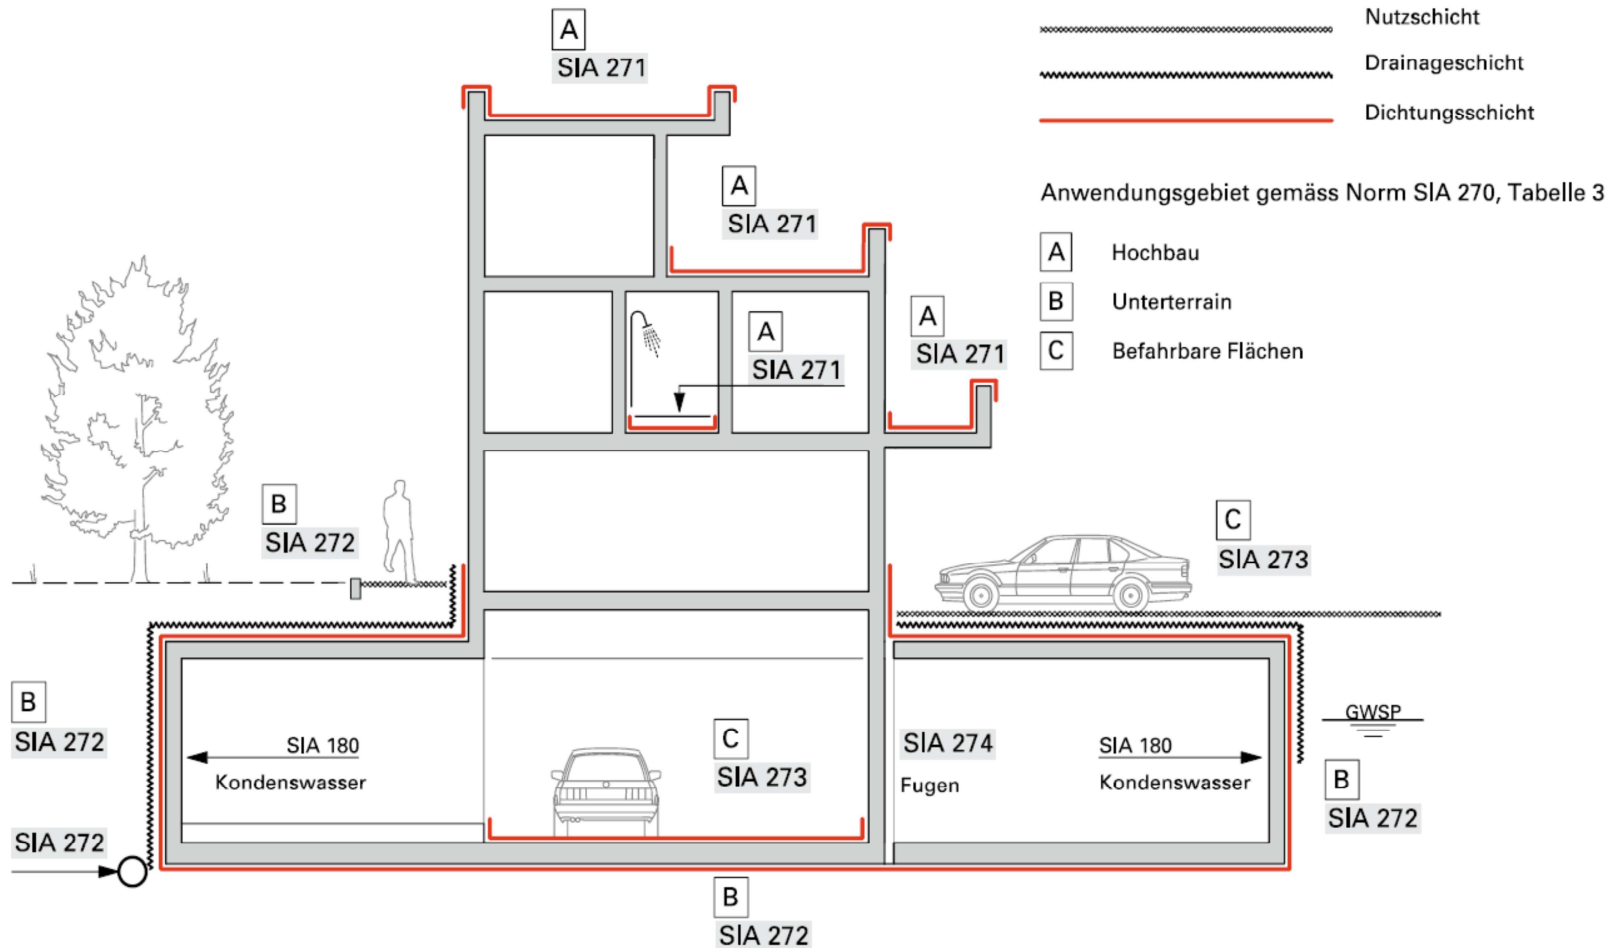 A
SIA 271
Nutzschicht
Drainageschicht
Dichtungsschicht
A
SIA 271
Anwendungsgebiet gemäss Norm SIA 270, Tabelle 3
A Hochbau
B Unterterrain
C Befahrbare Flächen
A
SIA 271
A
SIA 271
B
SIA 272
C
SIA 273
B
SIA 272
SIA 180
Kondenswasser
C
SIA 273
SIA 274
Fugen
SIA 180
Kondenswasser
GWSP
B
SIA 272
SIA 272
B
SIA 272